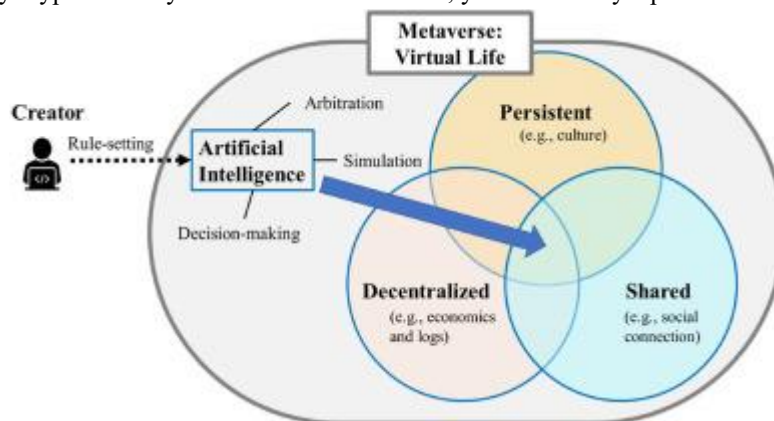 Metaverse:
Virtual Life
Creator
Rule-setting
Artificial
Intelligence
Arbitration
Simulation
Decision-making
Persistent
(e.g., culture)
Decentralized
(e.g., economics
and logs)
Shared
(e.g., social
connection)